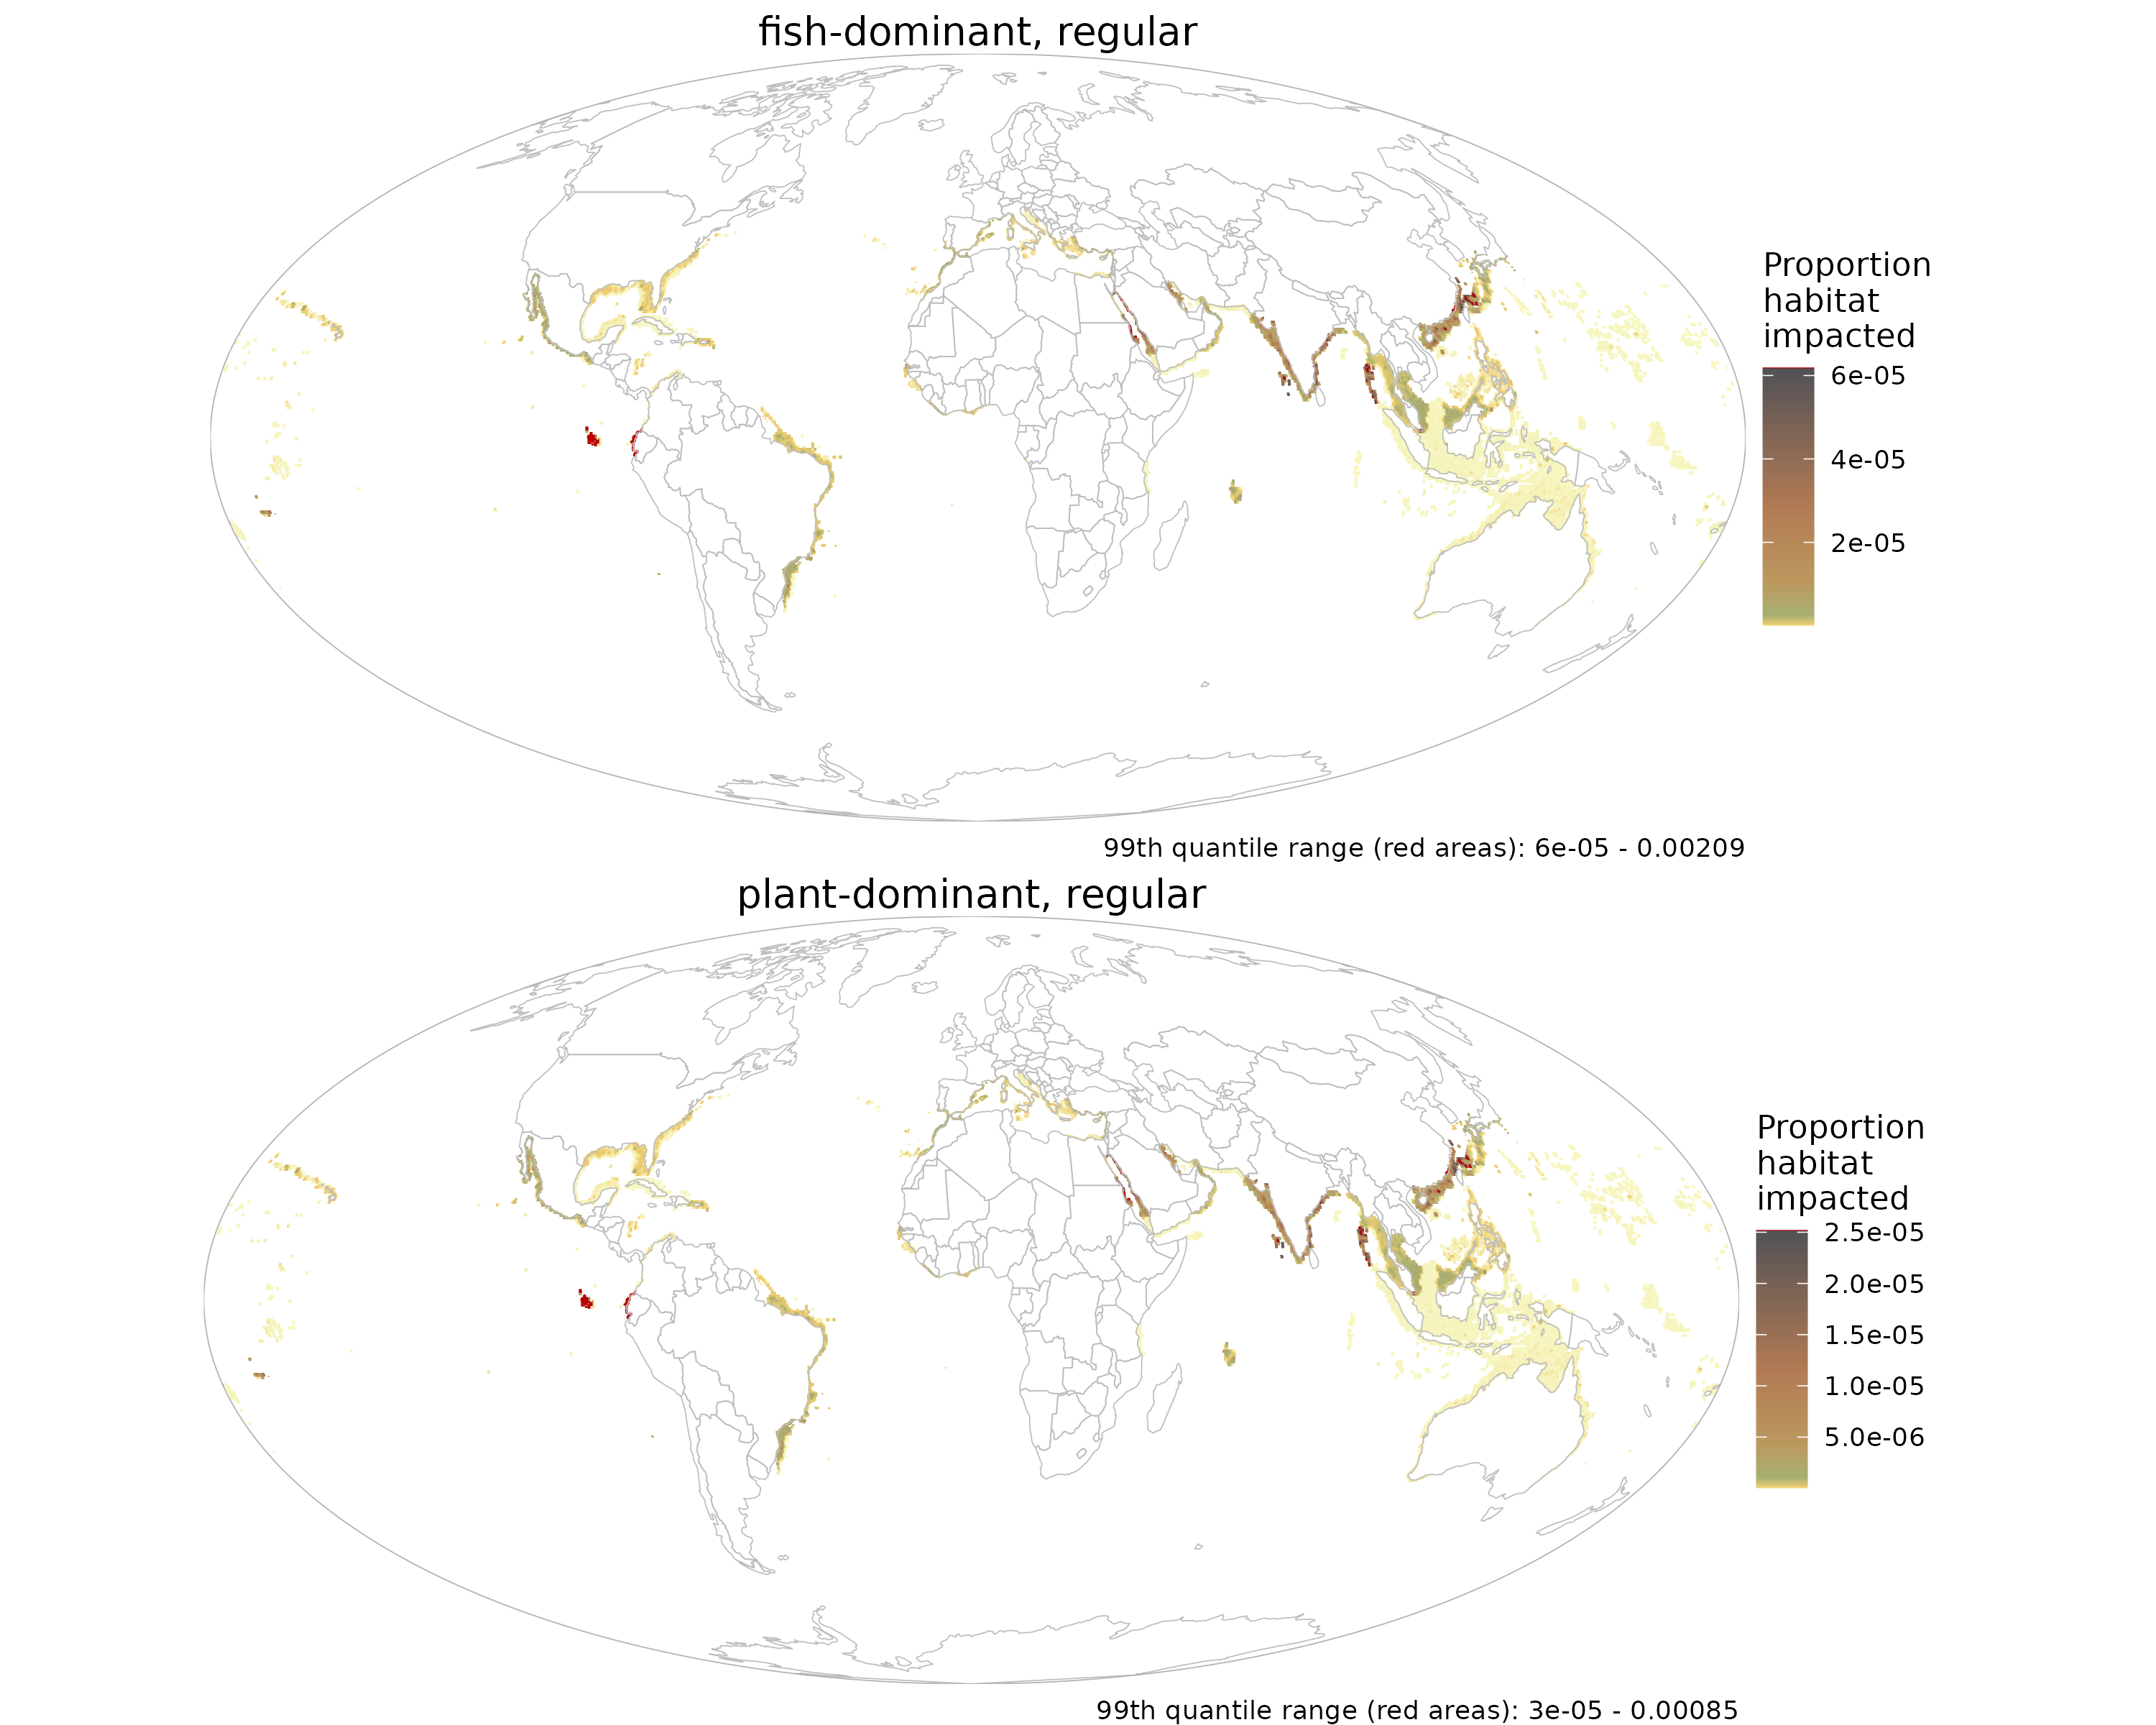 fish-dominant, regular
Proportion
habitat
impacted
6e-05
4e-05
2e-05
99th quantile range (red areas): 6e-05 - 0.00209
plant-dominant, regular
Proportion
habitat
impacted
2.5e-05
2.0e-05
1.5e-05
1.0e-05
5.0e-06
99th quantile range (red areas): 3e-05 - 0.00085